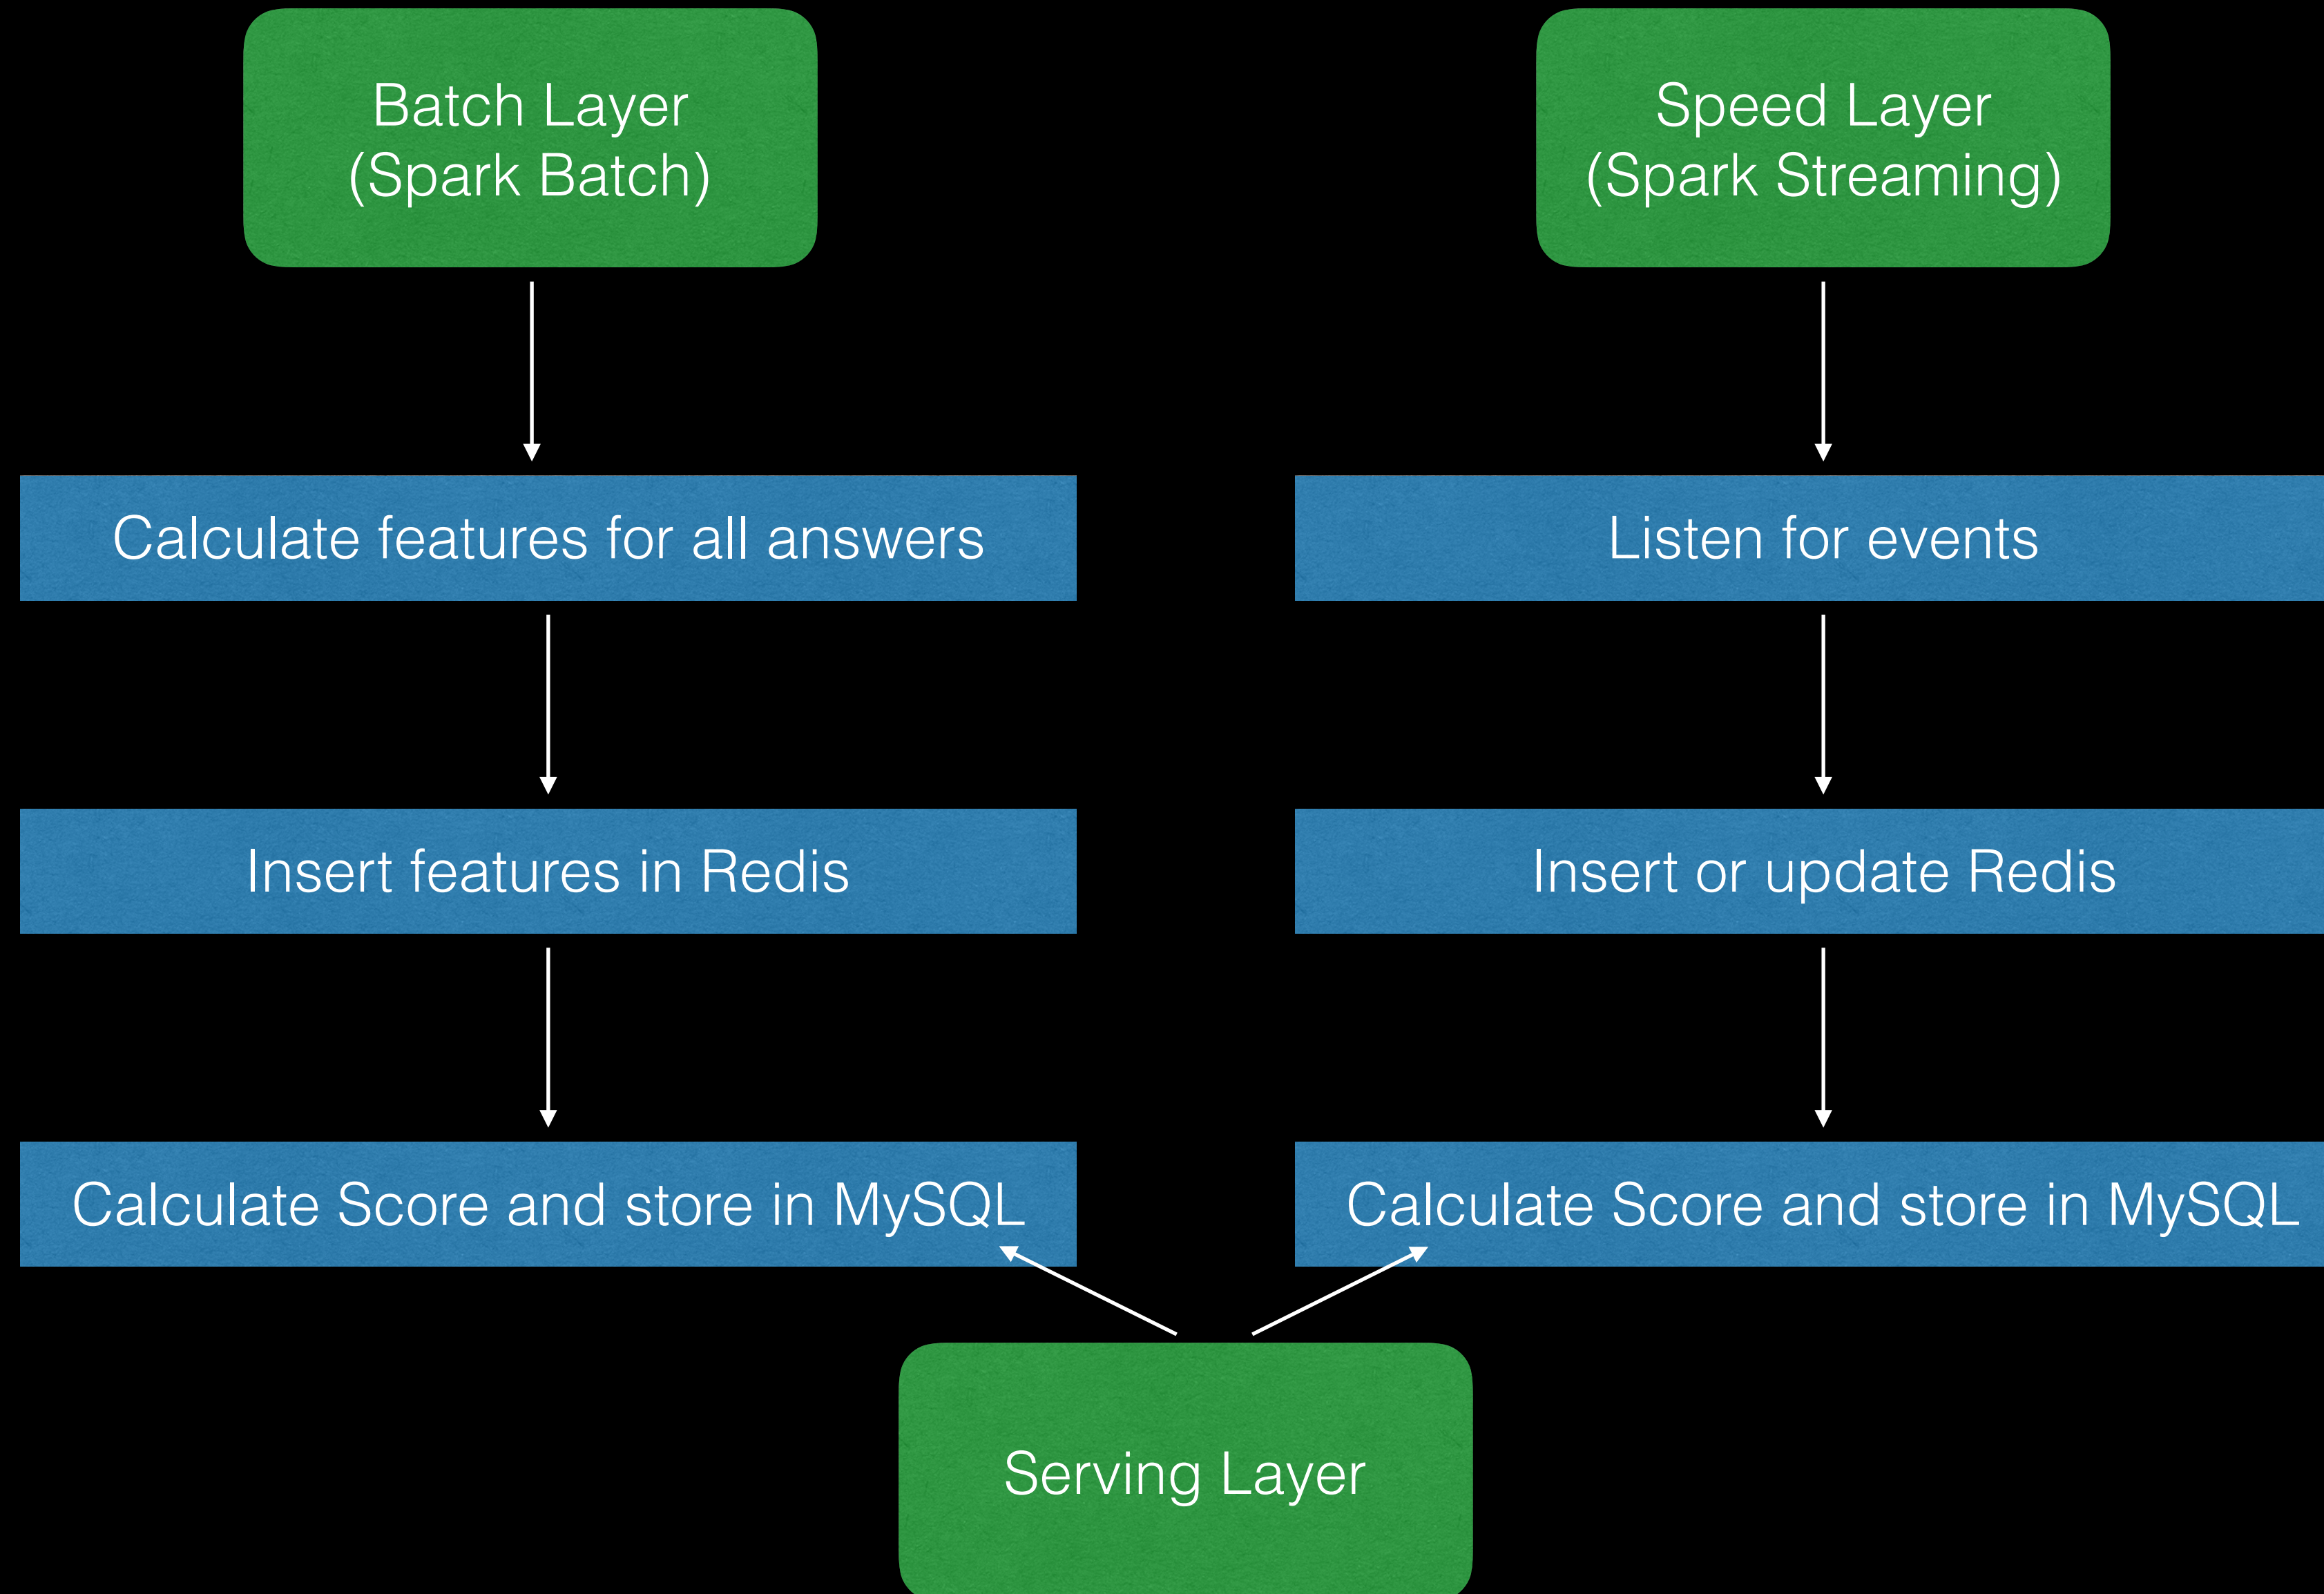 Batch Layer
(Spark Batch)
Speed Layer
(Spark Streaming)
Calculate features for all answers
Listen for events
Insert features in Redis
Insert or update Redis
Calculate Score and store in MySQL
Calculate Score and store in MySQL
Serving Layer